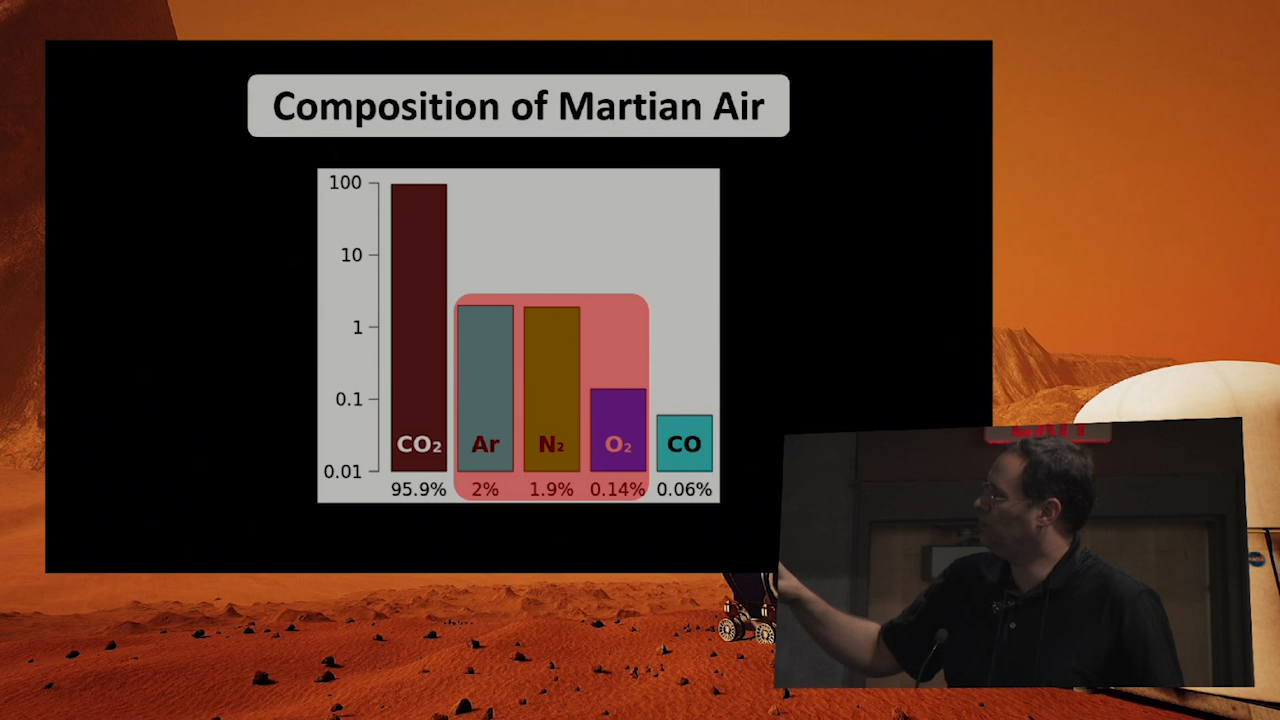 Composition of Martian Air
100
10
1
0.1
0.01
CO₂ Ar N₂ O₂ CO
95.9% 2% 1.9% 0.14% 0.06%
EXIT